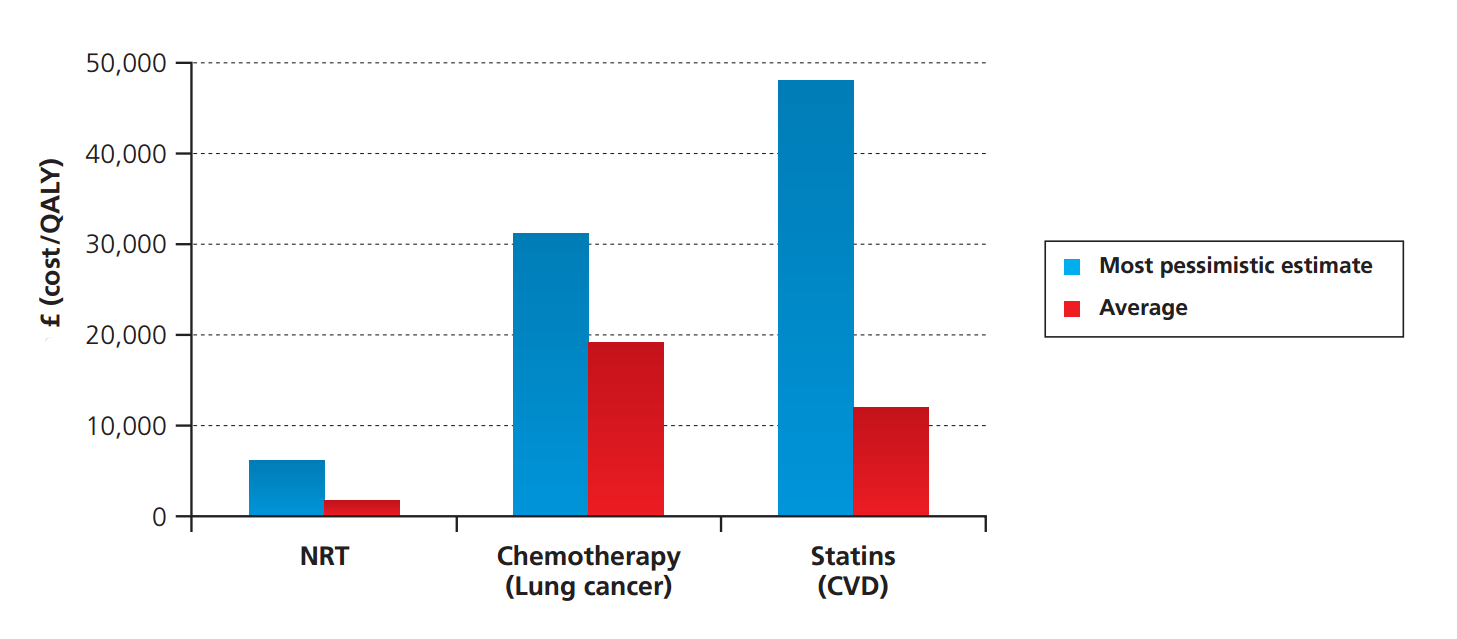 £ (cost/QALY)
50,000
40,000
30,000
20,000
10,000
0
NRT
Chemotherapy
(Lung cancer)
Statins
(CVD)
Most pessimistic estimate
Average